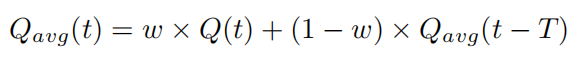 Q_{avg}(t) = w × Q(t) + (1 − w) × Q_{avg}(t − T)